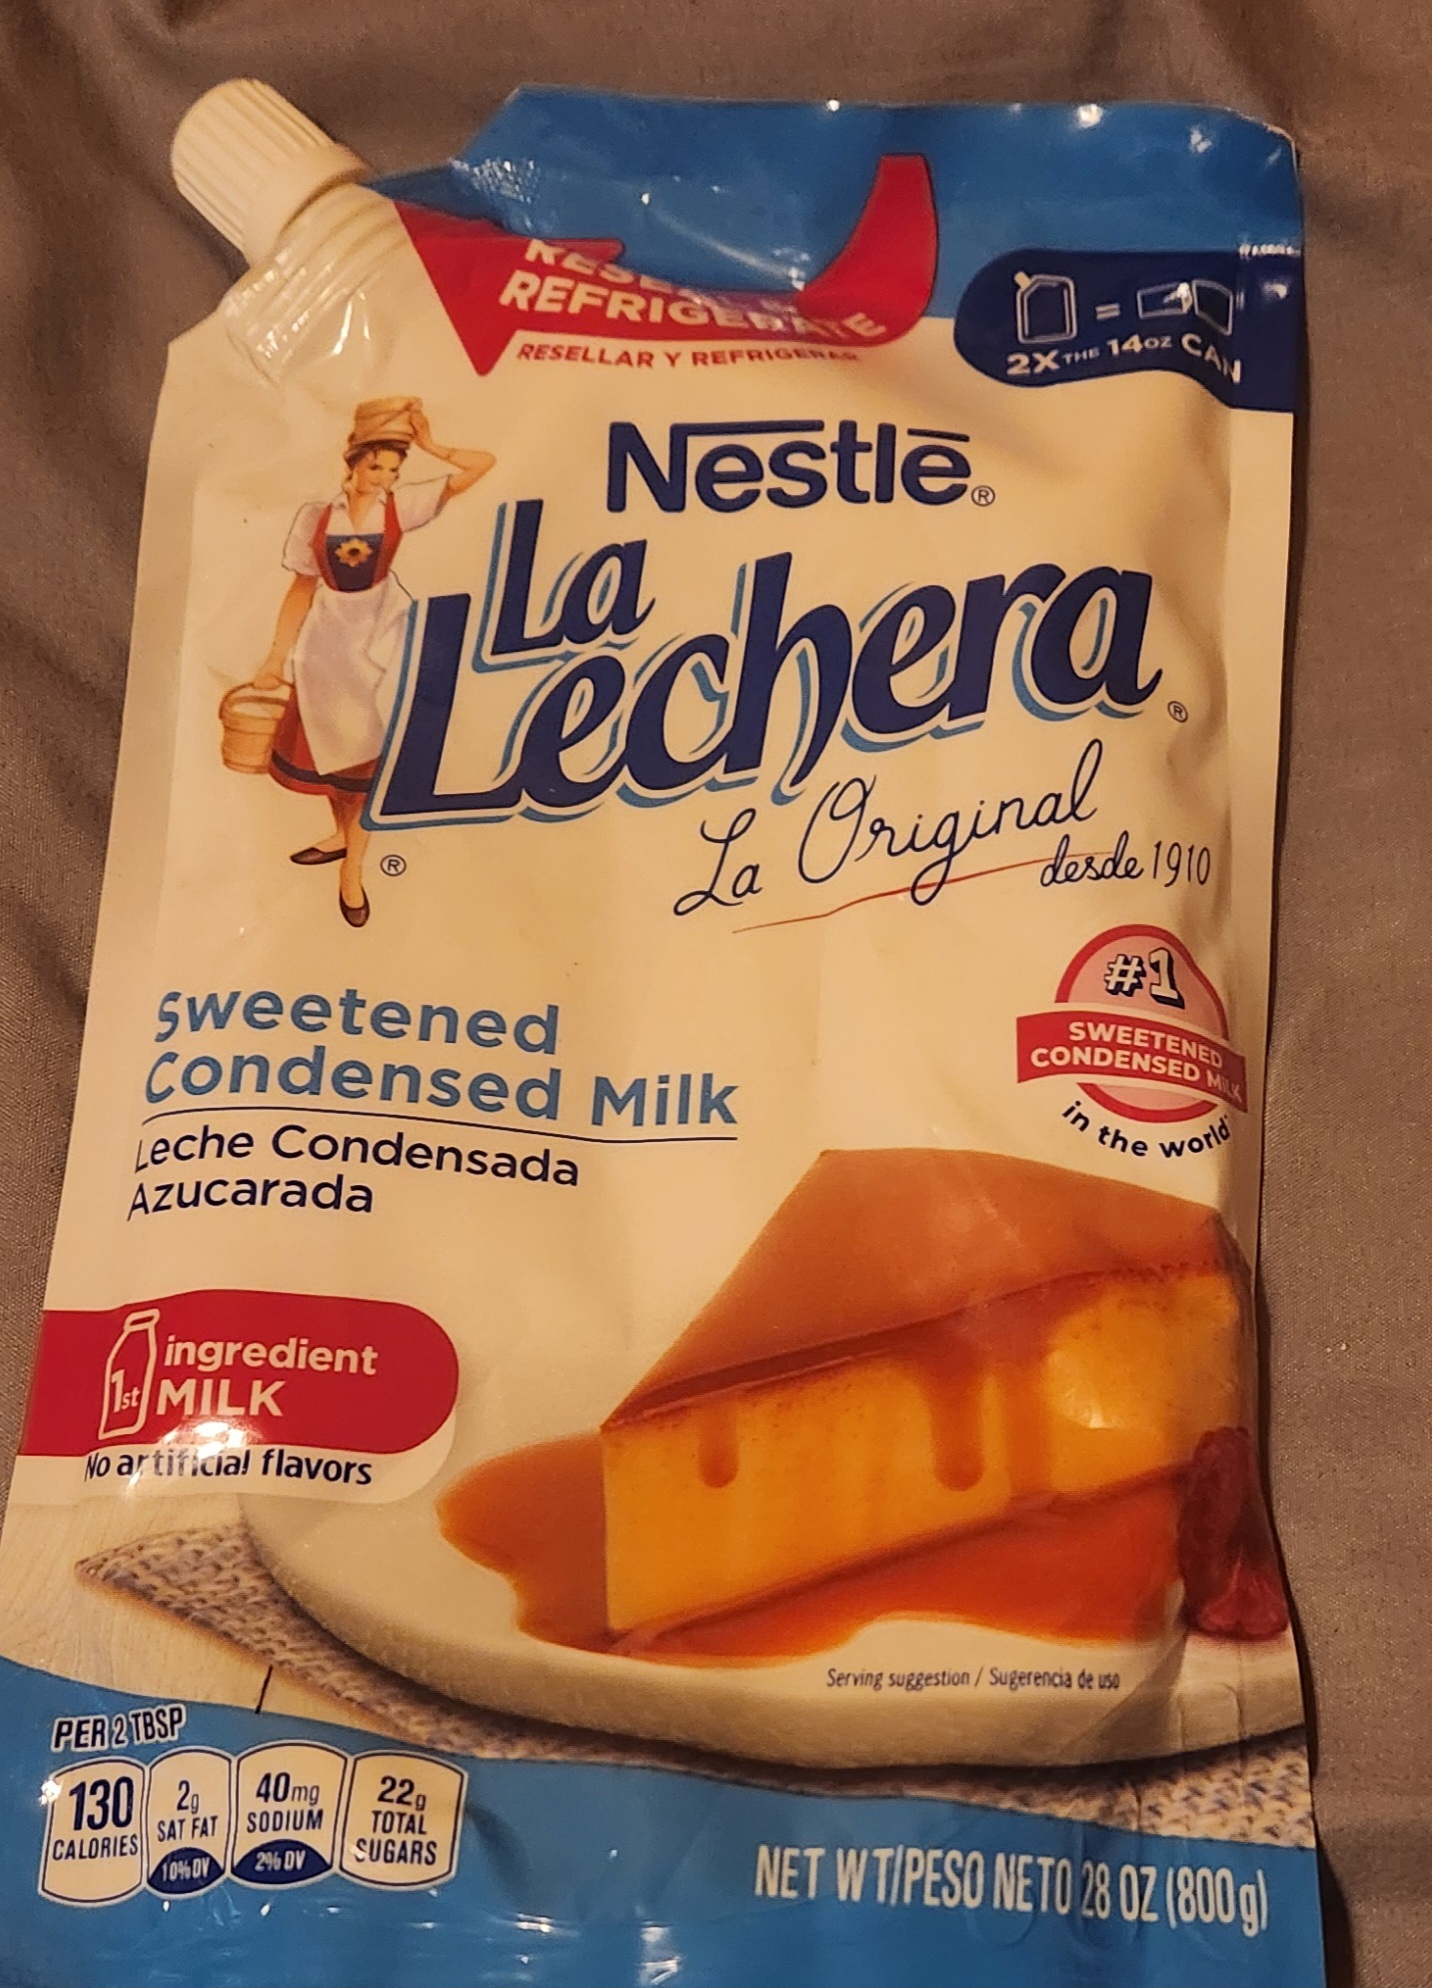 REFRIGERATE
RESELLAR Y REFRIGERAR
=
2X THE 14oz CAN
Nestlé®
La
Lechera®
La Original
desde 1910
®
#1
SWEETENED
CONDENSED MILK
in the world*
Sweetened
Condensed Milk
Leche Condensada
Azucarada
1st ingredient
MILK
No artificial flavors
Serving suggestion / Sugerencia de uso
PER 2 TBSP
130 CALORIES
2g SAT FAT 10% DV
40mg SODIUM 2% DV
22g TOTAL SUGARS
NET WT/PESO NETO 28 OZ (800 g)